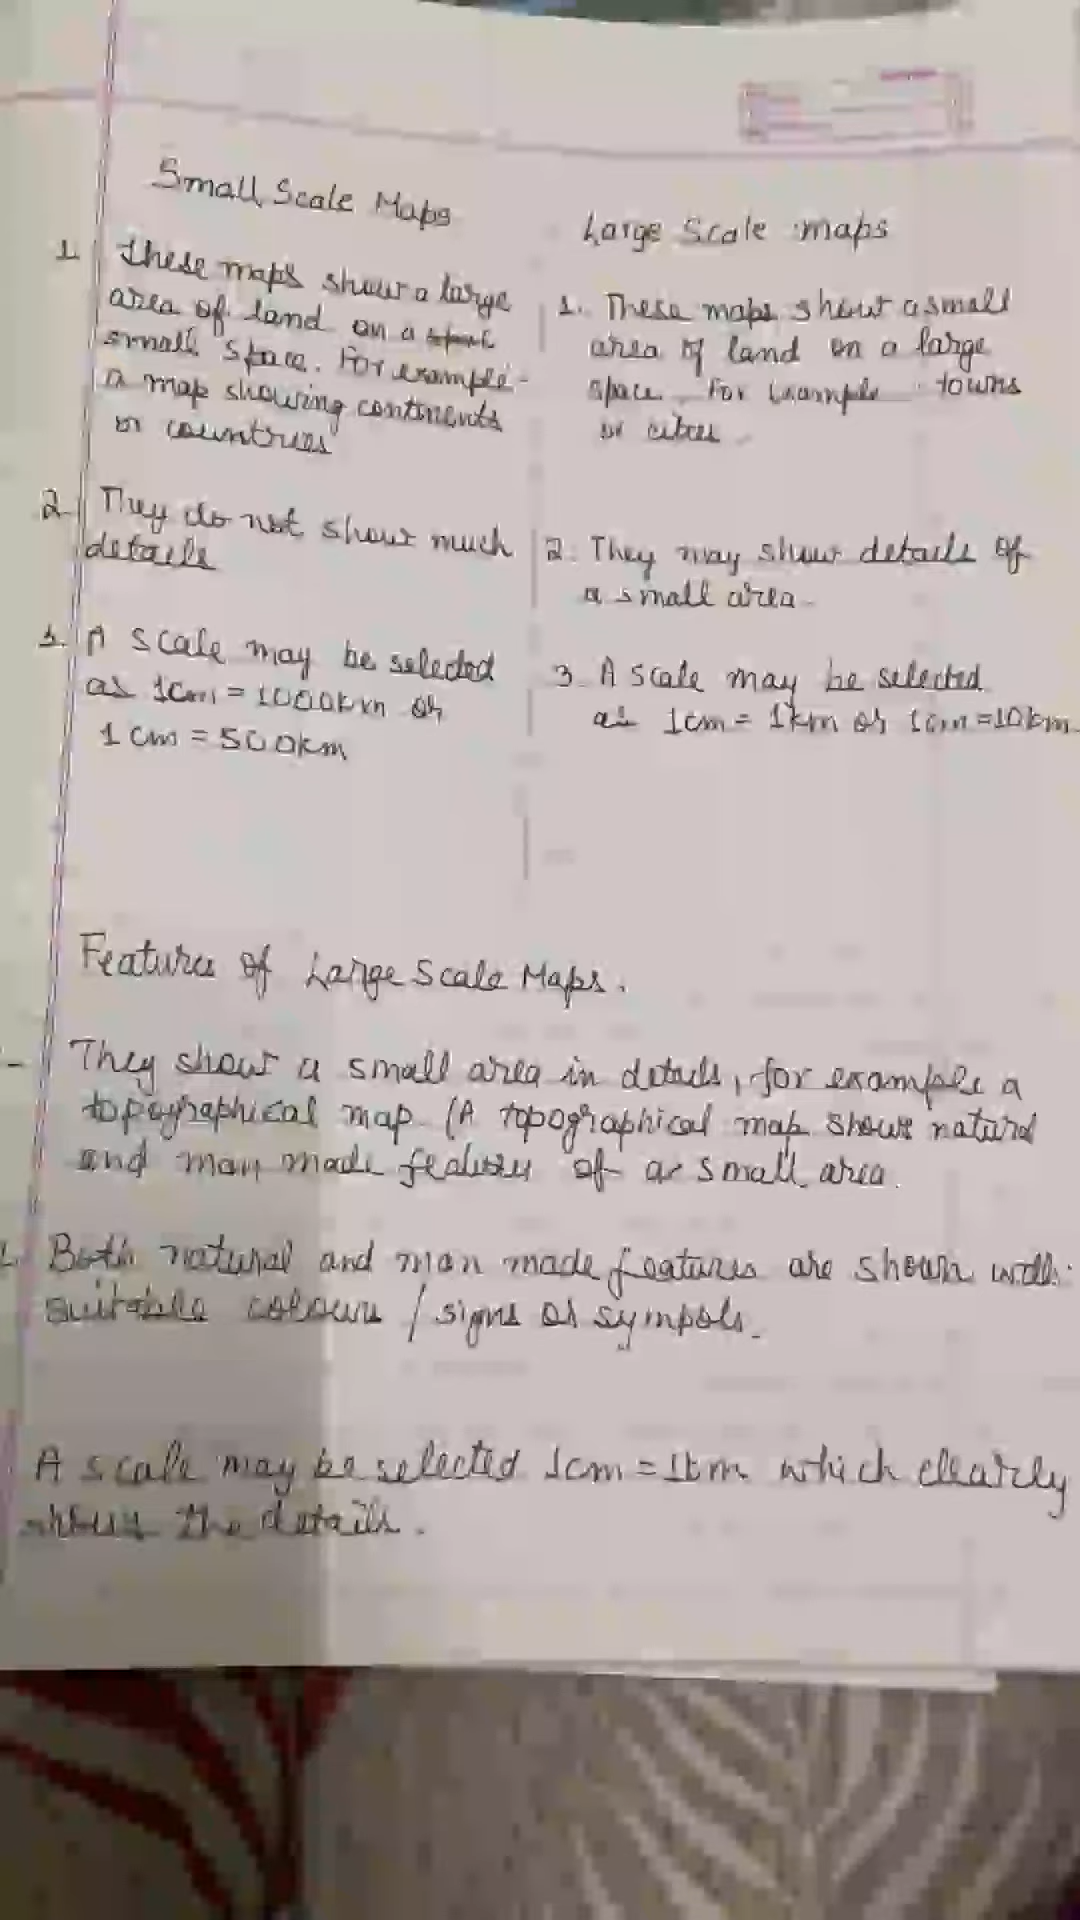 Small Scale Maps
1. These maps show a large
area of land on a
small space. For example -
a map showing continents
or countries
2. They do not show much
details
3. A scale may be selected
as 1cm = 1000km or
1 cm = 500km
Large Scale maps
1. These maps show a small
area of land on a large
space. For example towns
or cities.
2. They may show details of
a small area.
3. A scale may be selected
as 1cm = 1km or 1cm = 10km.
Features of Large Scale Maps.
They show a small area in details, for example a
topographical map. (A topographical map shows natural
and man made features of a small area.
Both natural and man made features are shown with
suitable colours / signs or symbols.
A scale may be selected 1cm = 1km which clearly
shows the details.